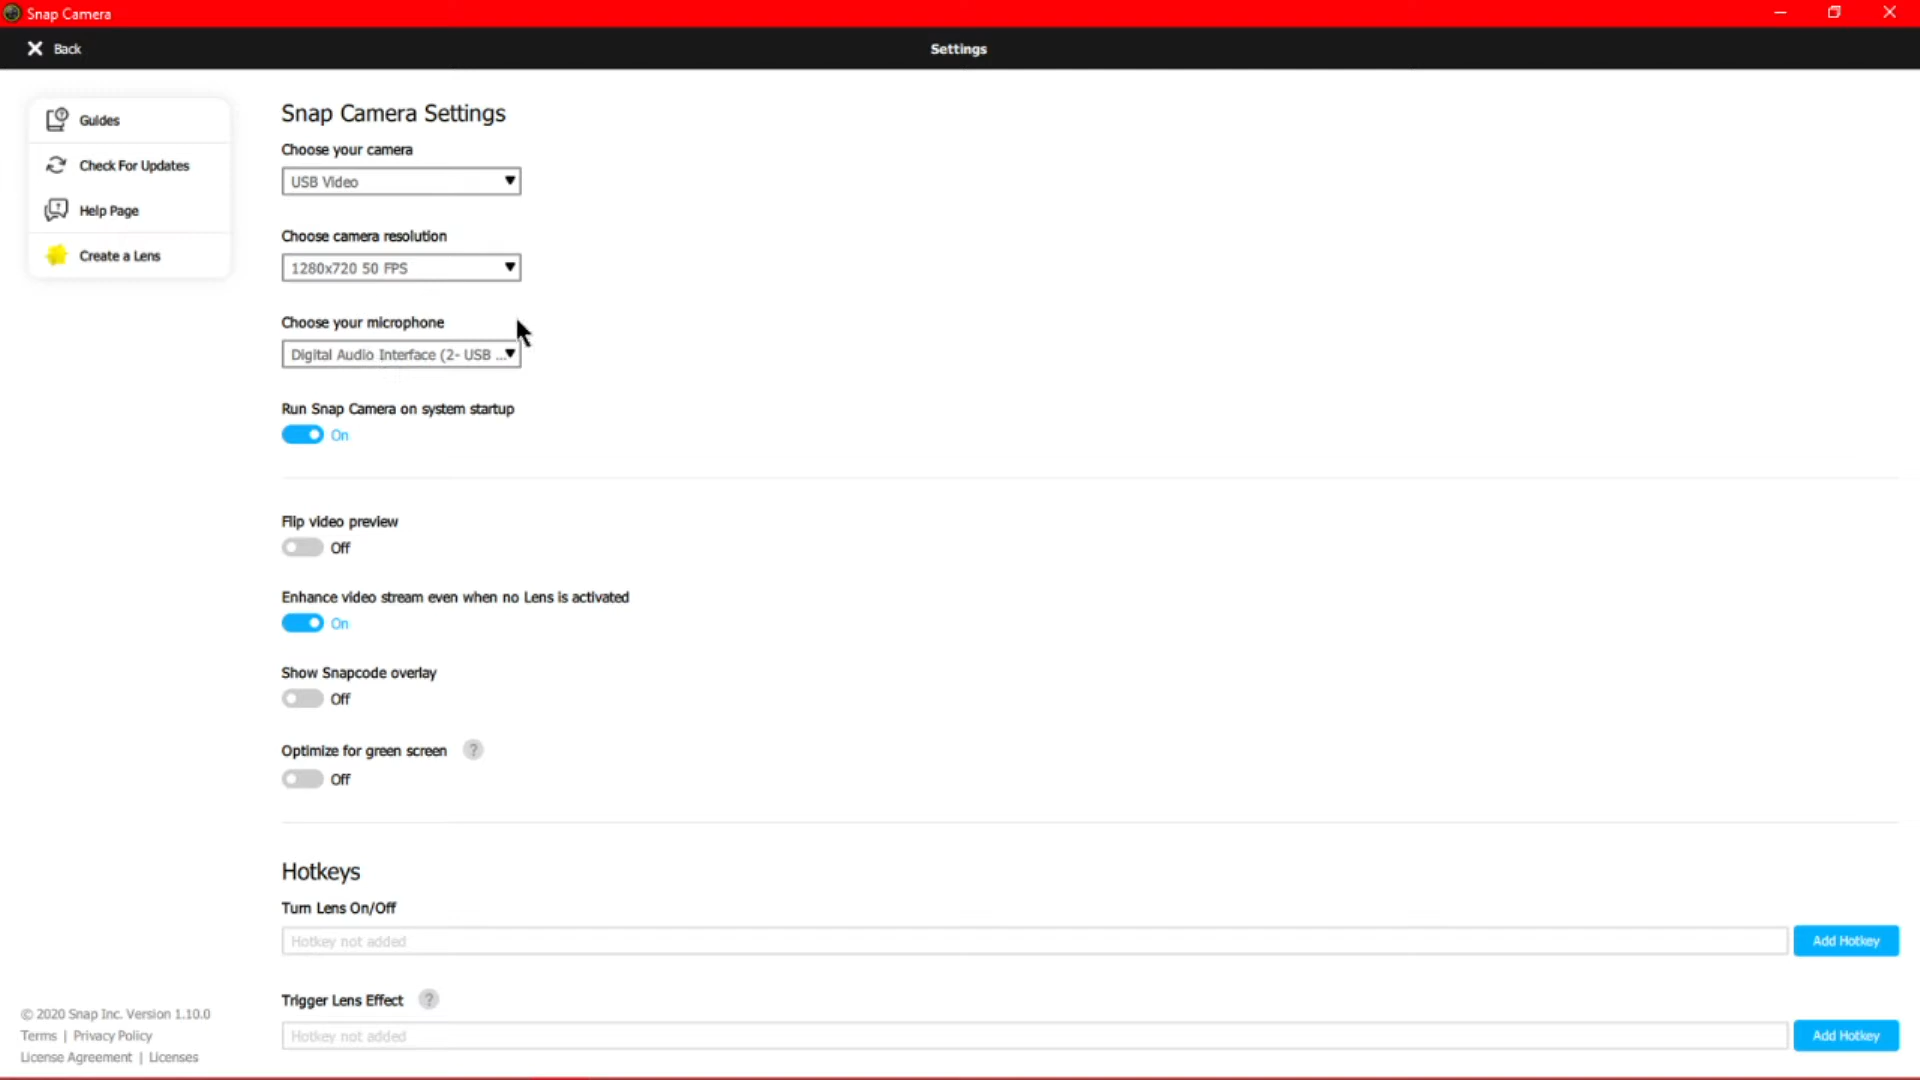 Snap Camera
Back
Settings
Guides
Check For Updates
Help Page
Create a Lens
Snap Camera Settings
Choose your camera
USB Video
Choose camera resolution
1280x720 50 FPS
Choose your microphone
Digital Audio Interface (2- USB ...
Run Snap Camera on system startup
On
Flip video preview
Off
Enhance video stream even when no Lens is activated
On
Show Snapcode overlay
Off
Optimize for green screen ?
Off
Hotkeys
Turn Lens On/Off
Hotkey not added
Add Hotkey
Trigger Lens Effect ?
Hotkey not added
Add Hotkey
© 2020 Snap Inc. Version 1.10.0
Terms | Privacy Policy
License Agreement | Licenses